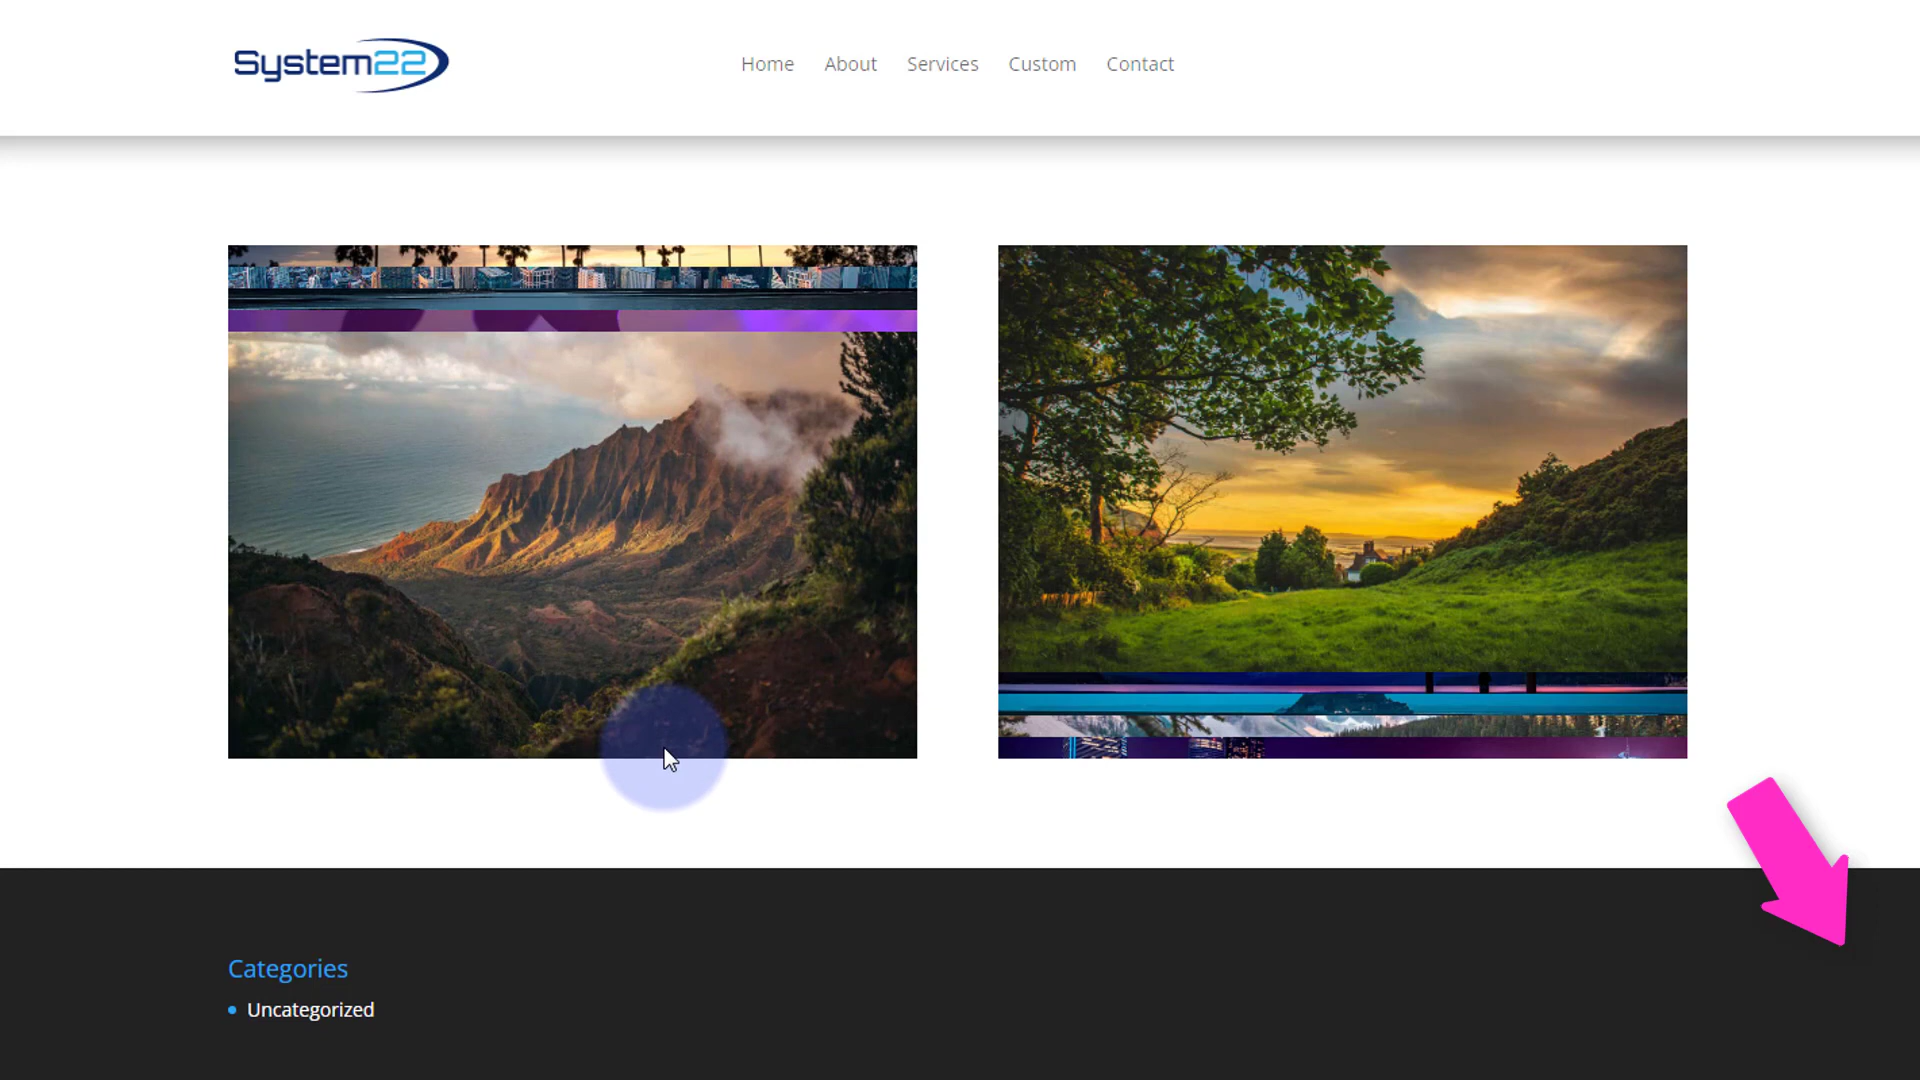 System22
Home About Services Custom Contact
Categories
Uncategorized